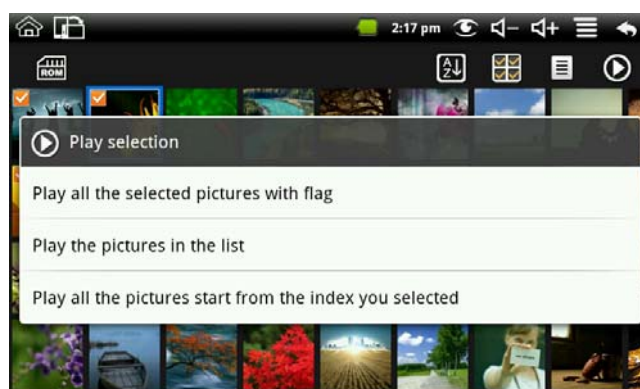 2:17 pm
ROM
A
Z
Play selection
Play all the selected pictures with flag
Play the pictures in the list
Play all the pictures start from the index you selected